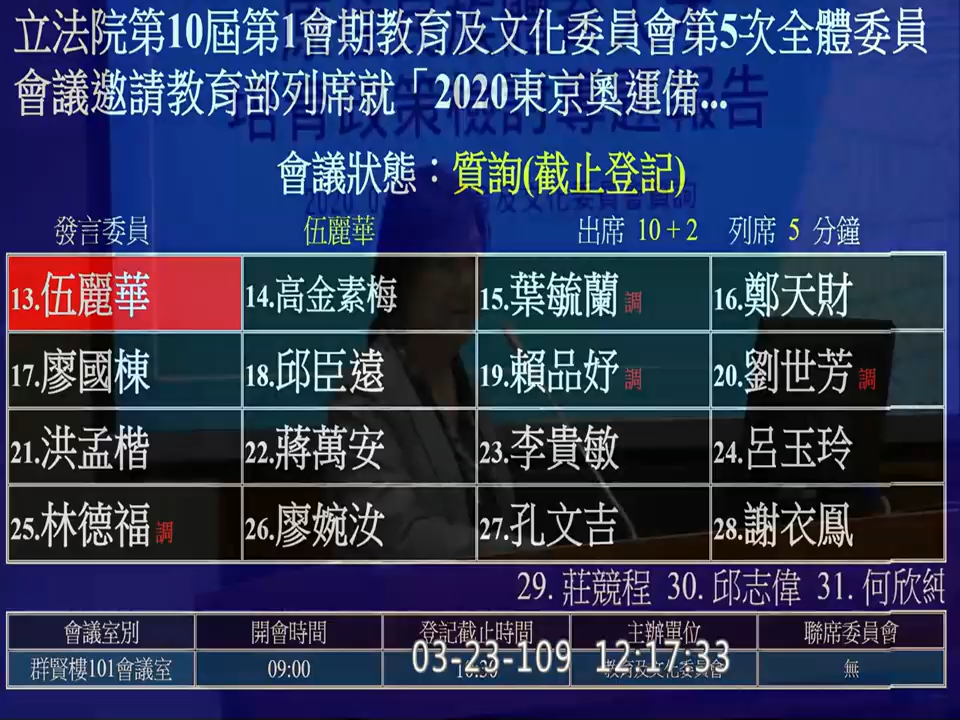 立法院第10屆第1會期教育及文化委員會第5次全體委員
會議邀請教育部列席就「2020東京奧運備...
會議狀態：質詢(截止登記)
發言委員 伍麗華 出席 10 + 2 列席 5 分鐘
13.伍麗華 14.高金素梅 15.葉毓蘭 調 16.鄭天財
17.廖國棟 18.邱臣遠 19.賴品妤 調 20.劉世芳 調
21.洪孟楷 22.蔣萬安 23.李貴敏 24.呂玉玲
25.林德福 調 26.廖婉汝 27.孔文吉 28.謝衣鳳
29. 莊競程 30. 邱志偉 31. 何欣純
會議室別 開會時間 登記截止時間 主辦單位 聯席委員會
群賢樓101會議室 09:00 10:30 教育及文化委員會 無
03-23-109 12:17:33